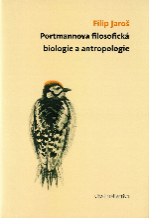 Filip Jaroš
Portmannova filosofická
biologie a antropologie